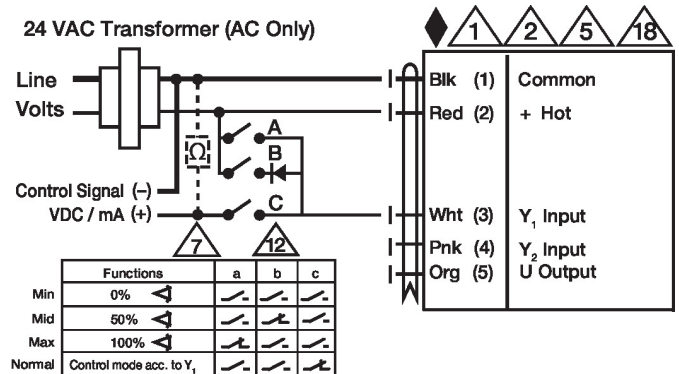 24 VAC Transformer (AC Only)
1 2 5 18
Line
Volts
Blk (1) Common
Red (2) + Hot
A
B
C
Ω
Control Signal (–)
VDC / mA (+)
Wht (3) Y₁ Input
Pnk (4) Y₂ Input
Org (5) U Output
7
12
Functions a b c
Min 0%
Mid 50%
Max 100%
Normal Control mode acc. to Y₁